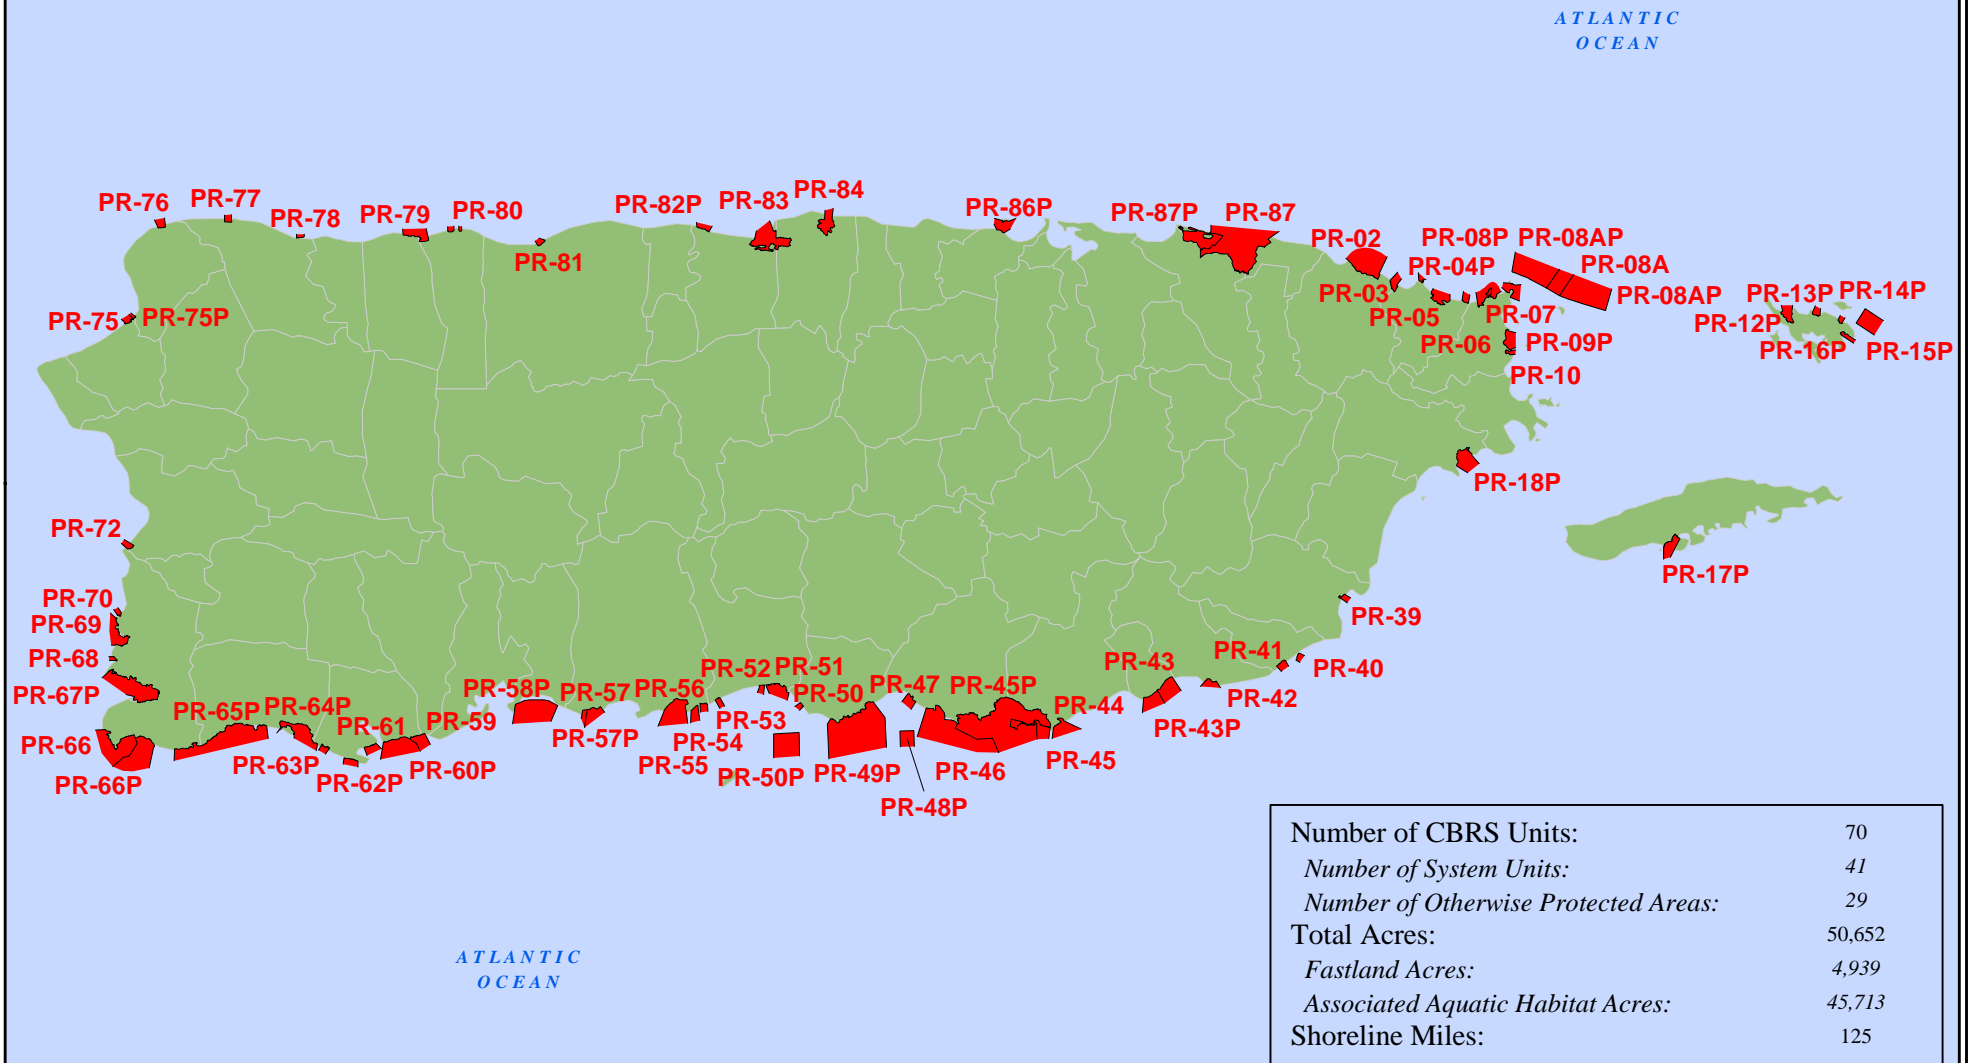 ATLANTIC
OCEAN
PR-76
PR-77
PR-78
PR-79
PR-80
PR-81
PR-82P
PR-83
PR-84
PR-86P
PR-87P
PR-87
PR-02
PR-03
PR-04P
PR-05
PR-06
PR-07
PR-08P
PR-08AP
PR-08A
PR-08AP
PR-09P
PR-10
PR-12P
PR-13P
PR-14P
PR-15P
PR-16P
PR-75
PR-75P
PR-18P
PR-17P
PR-72
PR-70
PR-69
PR-68
PR-67P
PR-66
PR-66P
PR-65P
PR-64P
PR-63P
PR-62P
PR-61
PR-60P
PR-59
PR-58P
PR-57
PR-57P
PR-56
PR-55
PR-54
PR-53
PR-52
PR-51
PR-50
PR-50P
PR-49P
PR-48P
PR-47
PR-46
PR-45P
PR-45
PR-44
PR-43
PR-43P
PR-42
PR-41
PR-40
PR-39
ATLANTIC
OCEAN
Number of CBRS Units: 70
Number of System Units: 41
Number of Otherwise Protected Areas: 29
Total Acres: 50,652
Fastland Acres: 4,939
Associated Aquatic Habitat Acres: 45,713
Shoreline Miles: 125